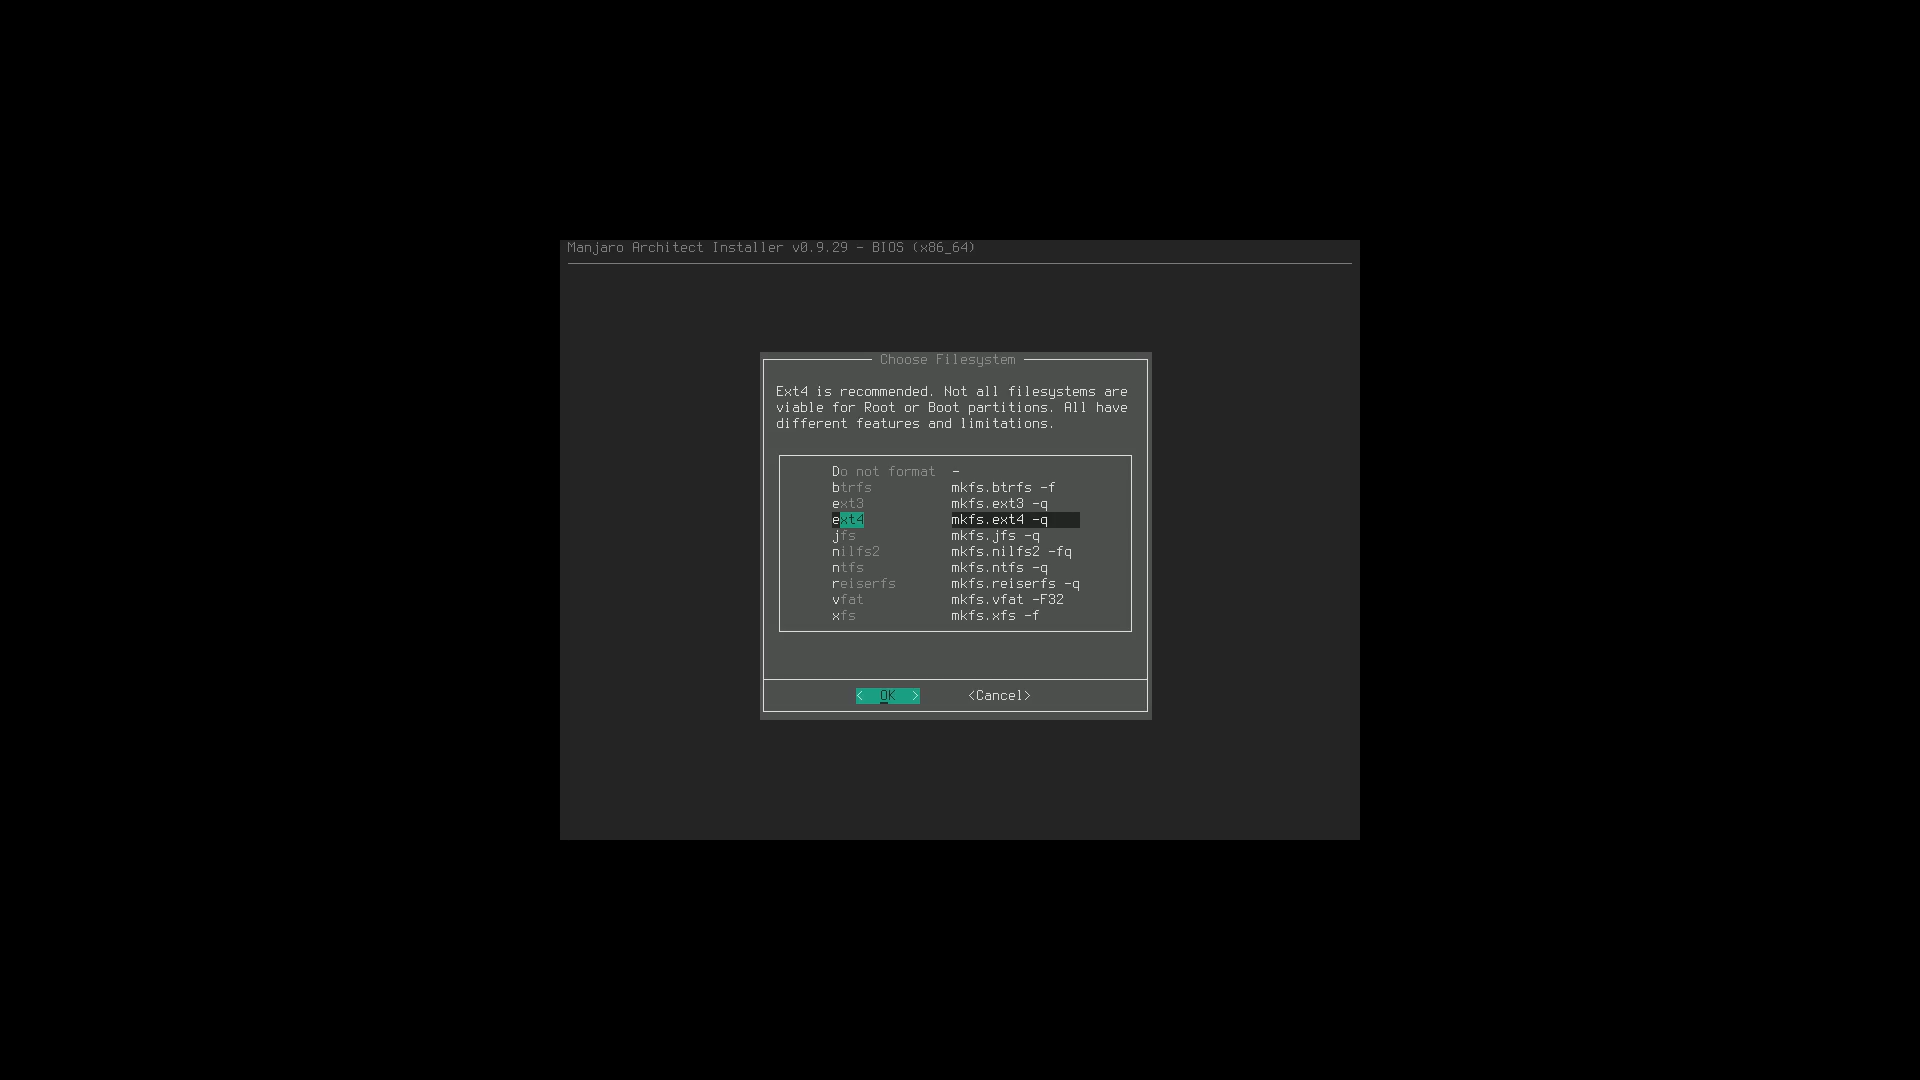 Manjaro Architect Installer v0.9.29 - BIOS (x86_64)
Choose Filesystem
Ext4 is recommended. Not all filesystems are
viable for Root or Boot partitions. All have
different features and limitations.
Do not format -
btrfs mkfs.btrfs -f
ext3 mkfs.ext3 -q
ext4 mkfs.ext4 -q
jfs mkfs.jfs -q
nilfs2 mkfs.nilfs2 -fq
ntfs mkfs.ntfs -q
reiserfs mkfs.reiserfs -q
vfat mkfs.vfat -F32
xfs mkfs.xfs -f
< OK > <Cancel>